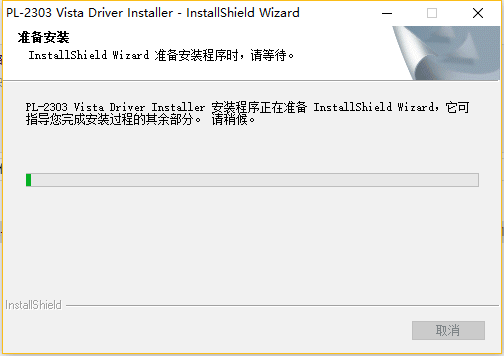 PL-2303 Vista Driver Installer - InstallShield Wizard
准备安装
InstallShield Wizard 准备安装程序时，请等待。
PL-2303 Vista Driver Installer 安装程序正在准备 InstallShield Wizard，它可
指导您完成安装过程的其余部分。 请稍候。
InstallShield
取消